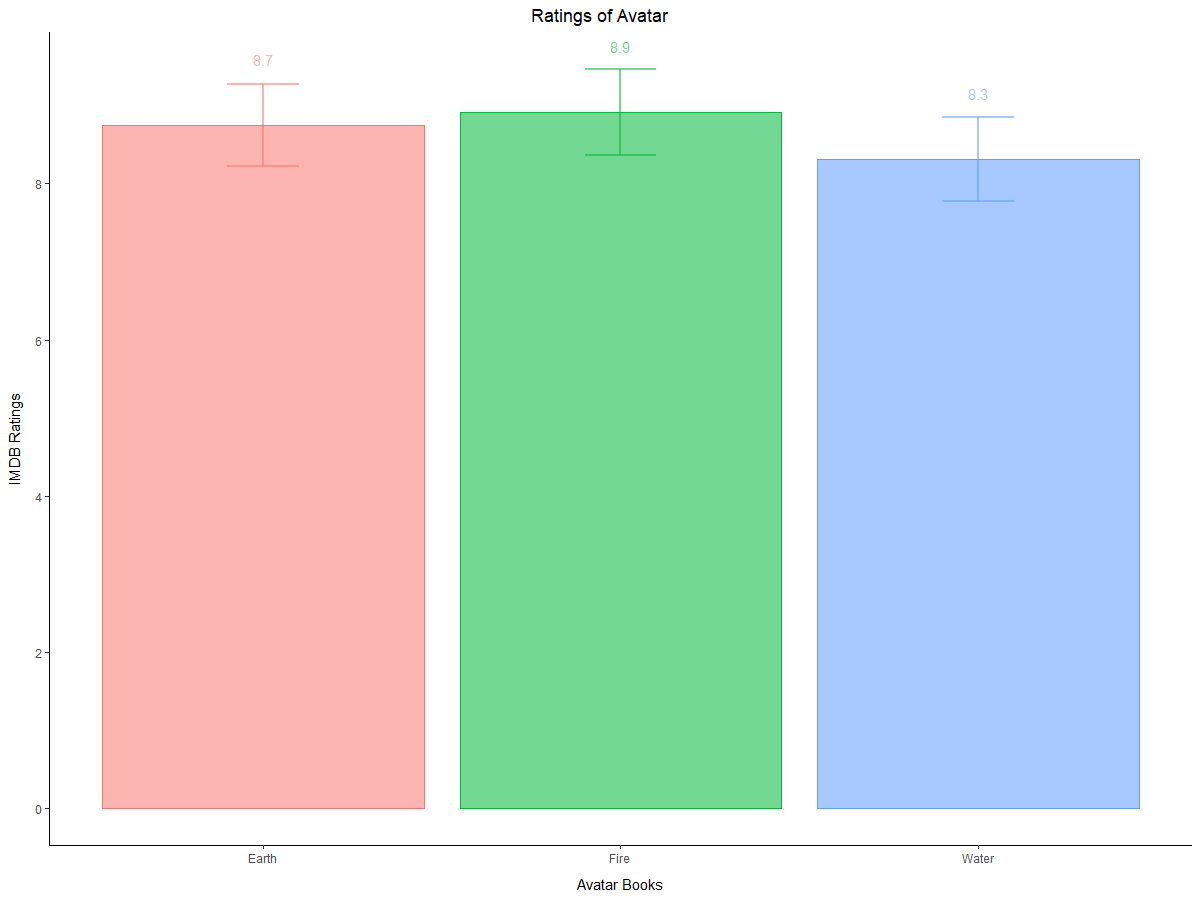 Ratings of Avatar
8.7
8.9
8.3
8
6
4
2
0
IMDB Ratings
Earth
Fire
Water
Avatar Books